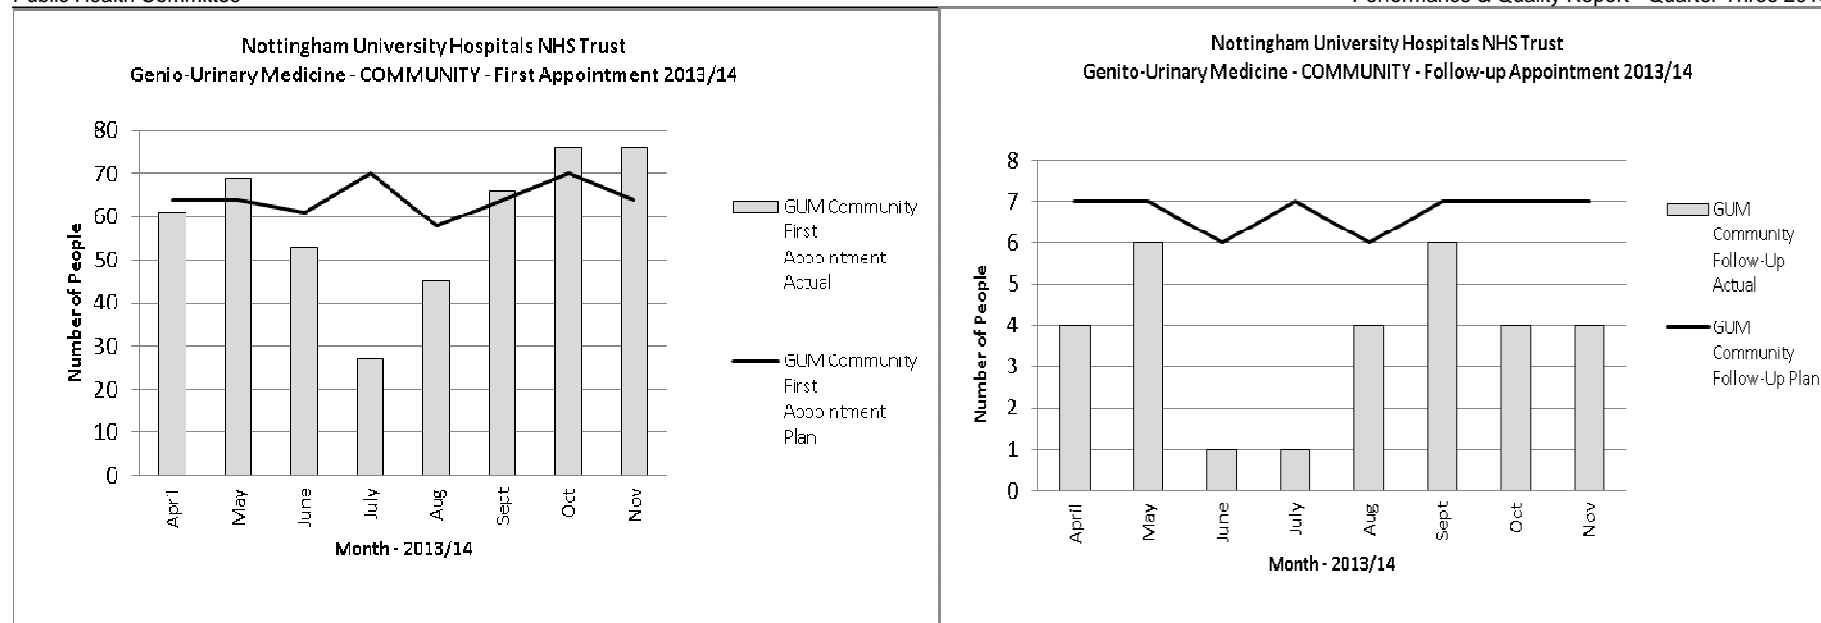 Public Health Committee
Performance & Quality Report - Quarter Three 201
Nottingham University Hospitals NHS Trust
Genio-Urinary Medicine - COMMUNITY - First Appointment 2013/14
80
70
60
50
40
30
20
10
0
Number of People
April
May
June
July
Aug
Sept
Oct
Nov
Month - 2013/14
GUM Community
First
Appointment
Actual
GUM Community
First
Appointment
Plan
Nottingham University Hospitals NHS Trust
Genito-Urinary Medicine - COMMUNITY - Follow-up Appointment 2013/14
8
7
6
5
4
3
2
1
0
Number of People
April
May
June
July
Aug
Sept
Oct
Nov
Month - 2013/14
GUM
Community
Follow-Up
Actual
GUM
Community
Follow-Up Plan